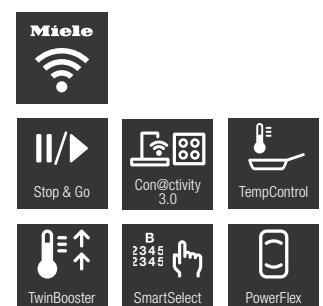 Miele
Stop & Go
Con@ctivity
3.0
TempControl
TwinBooster
B
2345
2345
SmartSelect
PowerFlex